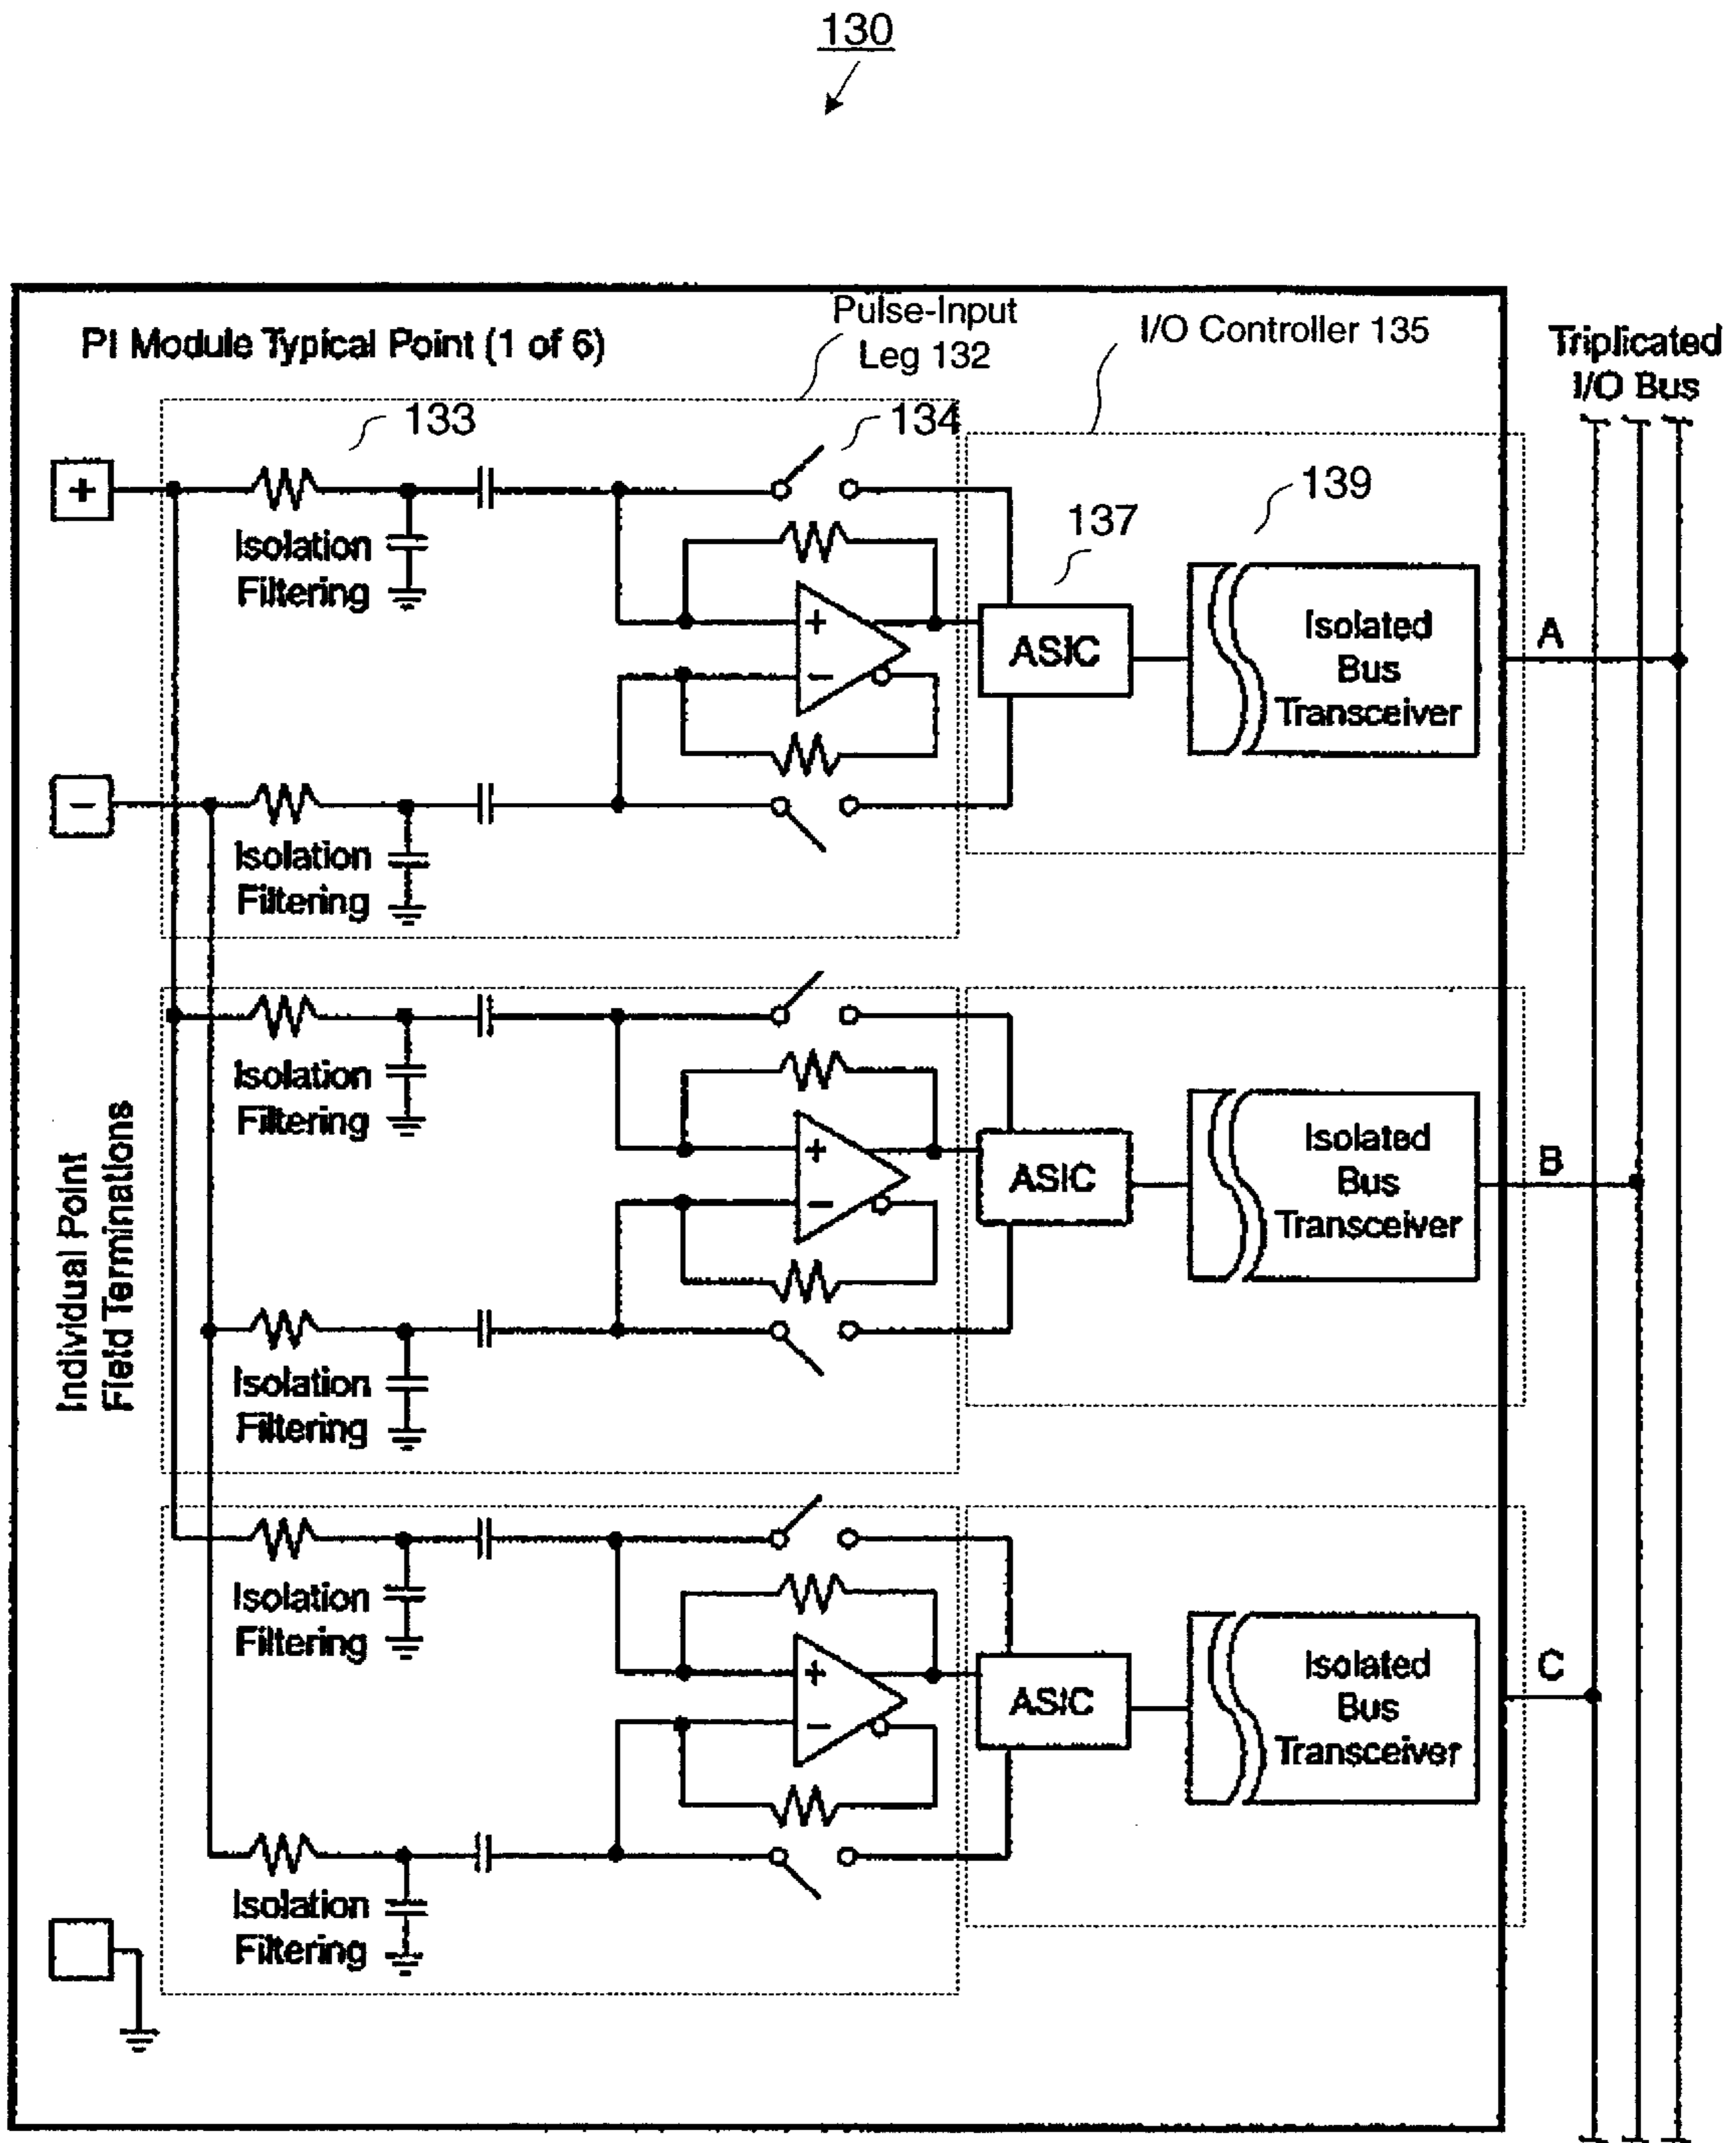 130
PI Module Typical Point (1 of 6)
Pulse-Input
Leg 132
I/O Controller 135
Triplicated
I/O Bus
133
134
137
139
+
Isolation
Filtering
+
−
ASIC
Isolated
Bus
Transceiver
A
−
Isolation
Filtering
Individual Point
Field Terminations
Isolation
Filtering
+
−
ASIC
Isolated
Bus
Transceiver
B
Isolation
Filtering
Isolation
Filtering
+
−
ASIC
Isolated
Bus
Transceiver
C
Isolation
Filtering